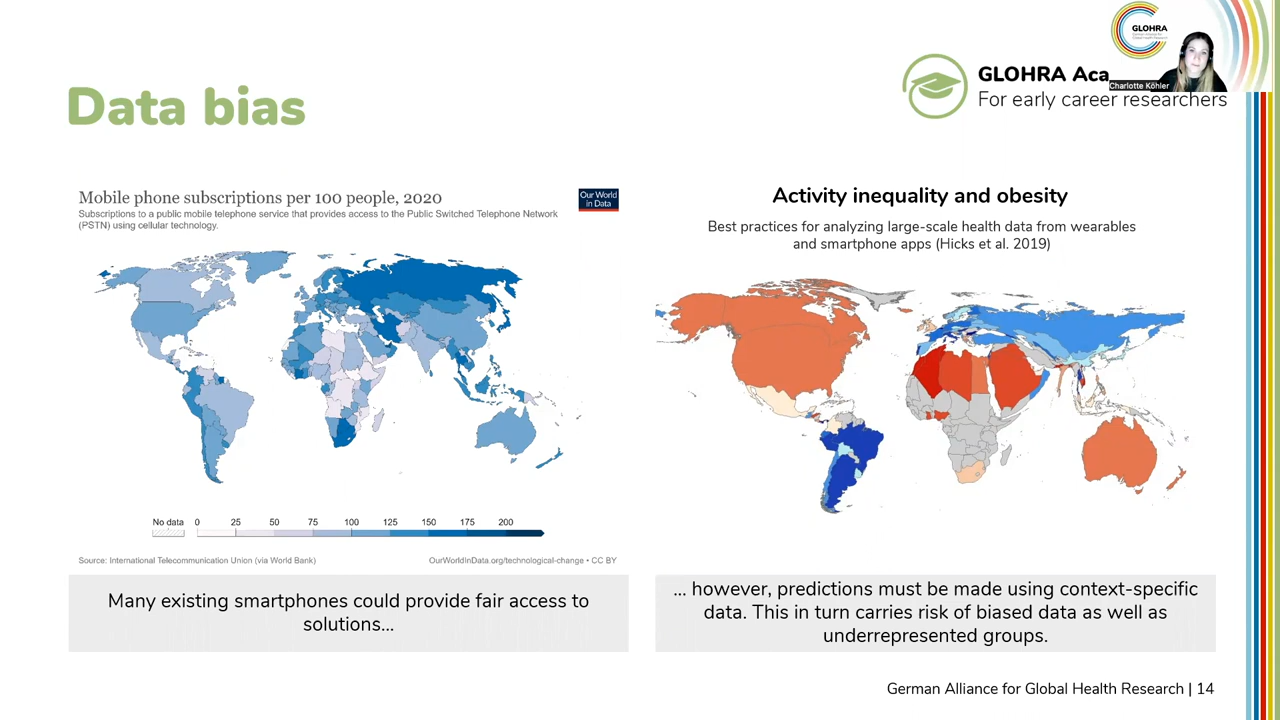 GLOHRA
GLOHRA Aca
Charlotte Köhler
For early career researchers
Data bias
Mobile phone subscriptions per 100 people, 2020
Subscriptions to a public mobile telephone service that provides access to the Public Switched Telephone Network
(PSTN) using cellular technology.
Our World
in Data
No data 0 25 50 75 100 125 150 175 200
Source: International Telecommunication Union (via World Bank)
OurWorldInData.org/technological-change • CC BY
Many existing smartphones could provide fair access to
solutions...
Activity inequality and obesity
Best practices for analyzing large-scale health data from wearables
and smartphone apps (Hicks et al. 2019)
... however, predictions must be made using context-specific
data. This in turn carries risk of biased data as well as
underrepresented groups.
German Alliance for Global Health Research | 14